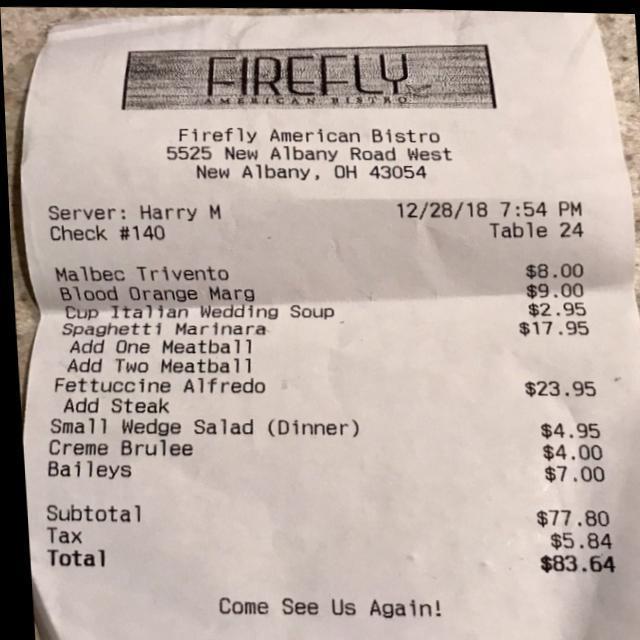 FIREFLY
AMERICAN BISTRO
Firefly American Bistro
5525 New Albany Road West
New Albany, OH 43054
Server: Harry M 12/28/18 7:54 PM
Check #140 Table 24
Malbec Trivento $8.00
Blood Orange Marg $9.00
Cup Italian Wedding Soup $2.95
Spaghetti Marinara $17.95
Add One Meatball
Add Two Meatball
Fettuccine Alfredo $23.95
Add Steak
Small Wedge Salad (Dinner) $4.95
Creme Brulee $4.00
Baileys $7.00
Subtotal $77.80
Tax $5.84
Total $83.64
Come See Us Again!